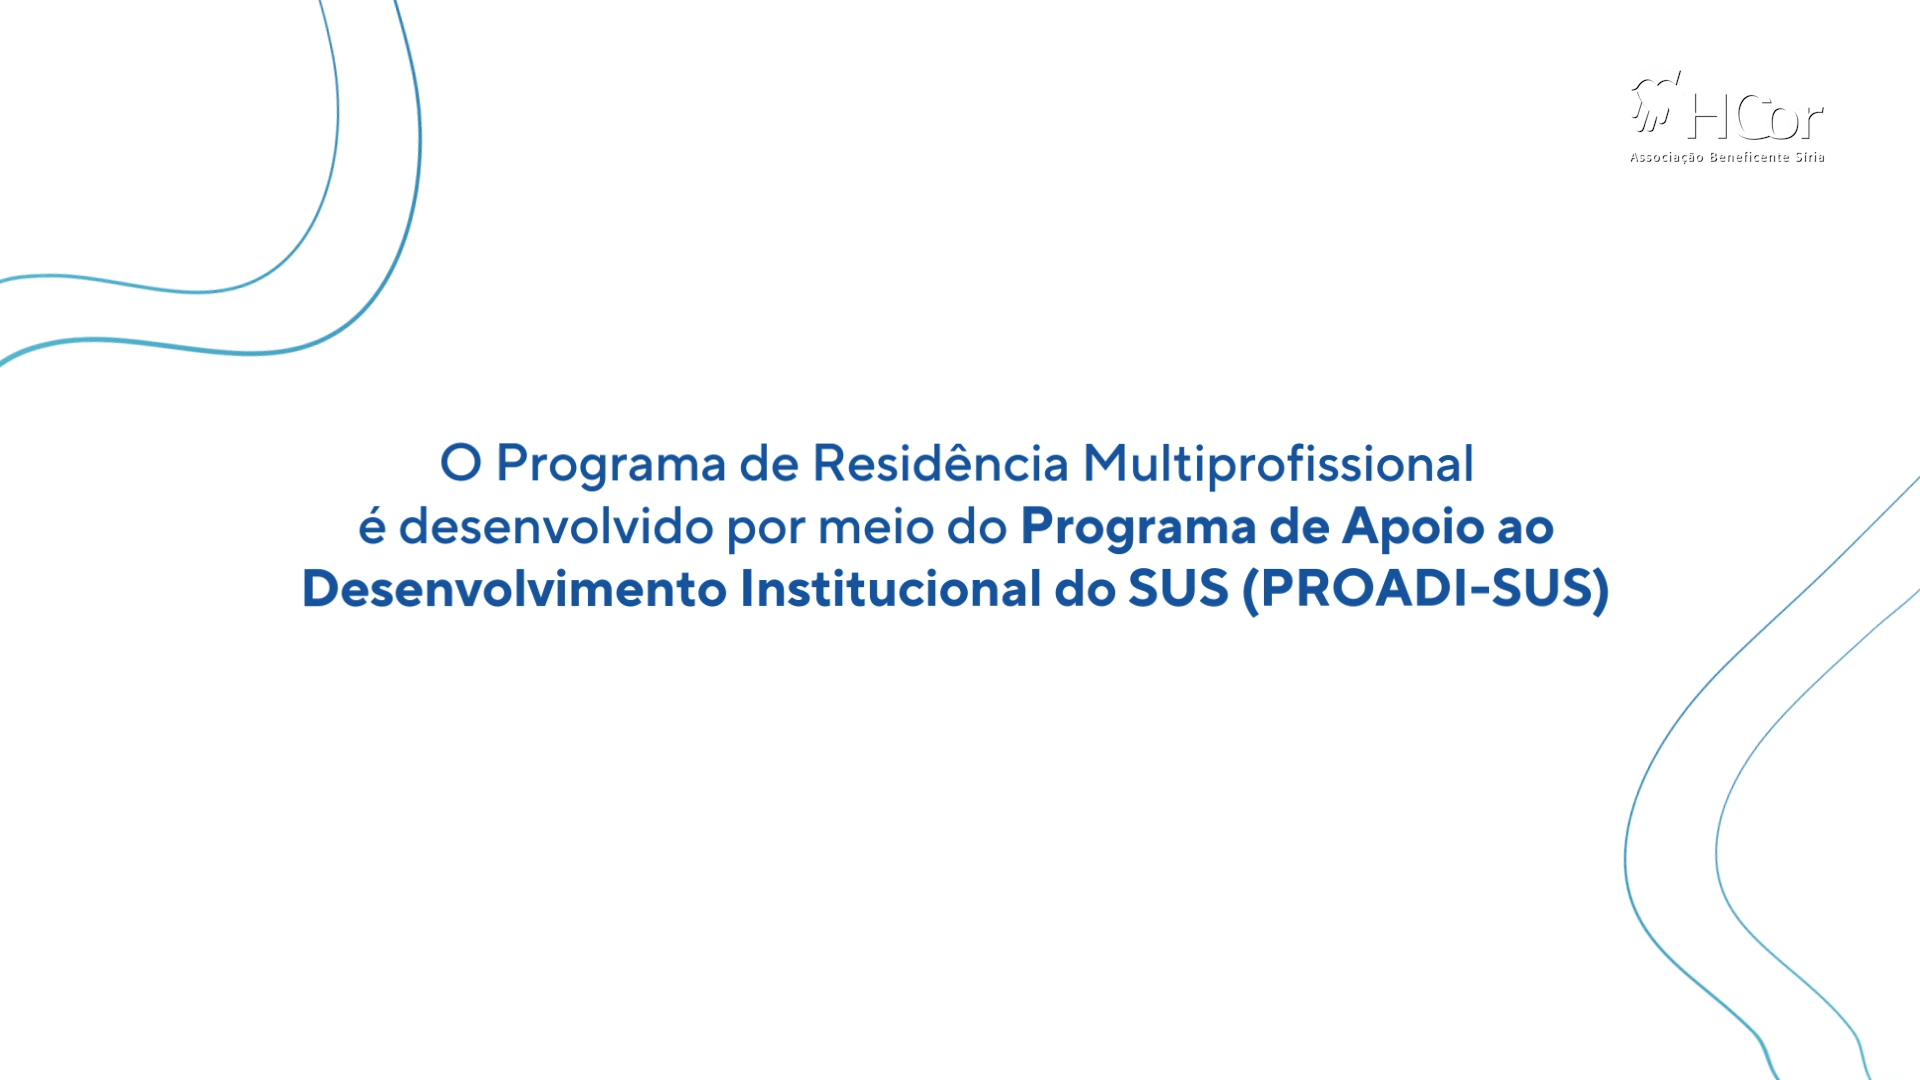 HCor
Associação Beneficente Síria
O Programa de Residência Multiprofissional
é desenvolvido por meio do Programa de Apoio ao
Desenvolvimento Institucional do SUS (PROADI-SUS)